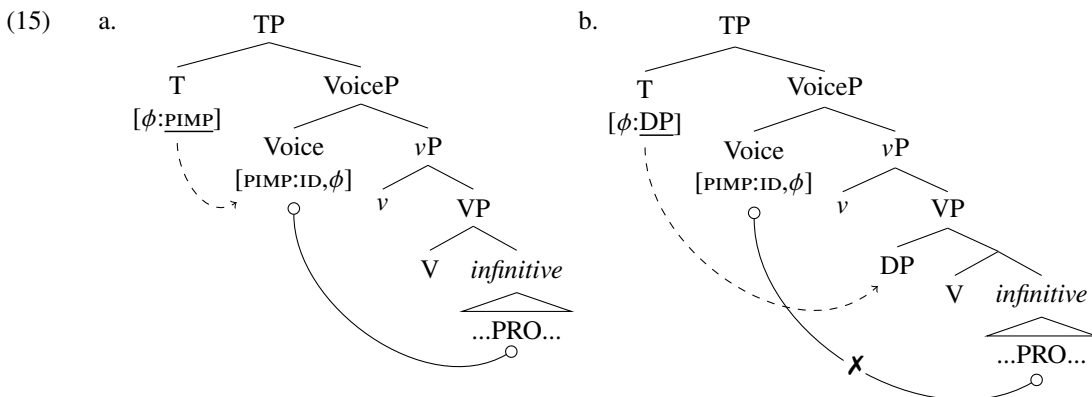 (15) a. b.
TP TP
T VoiceP T VoiceP
[ϕ:PIMP] [ϕ:DP]
Voice vP Voice vP
[PIMP:ID,ϕ] [PIMP:ID,ϕ]
v VP v VP
V infinitive DP
V infinitive
...PRO...
...PRO...
✗